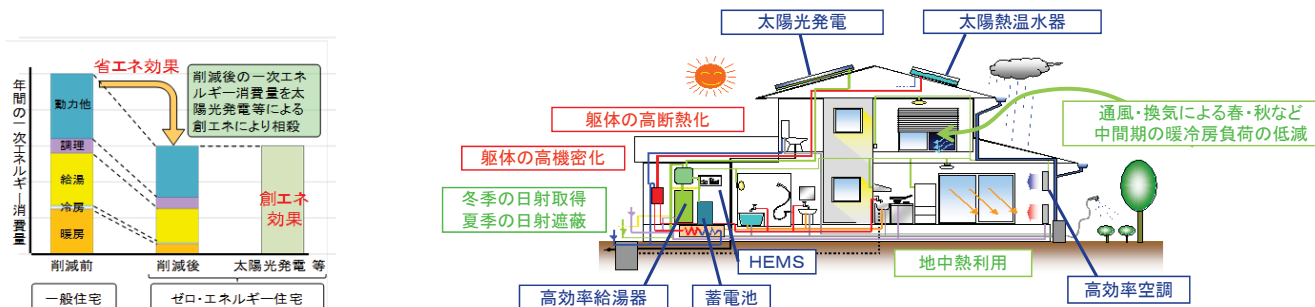 年間の一次エネルギー消費量
省エネ効果
削減後の一次エネ
ルギー消費量を太
陽光発電等による
創エネにより相殺
動力他
調理
給湯
冷房
暖房
創エネ
効果
削減前
削減後
太陽光発電 等
一般住宅
ゼロ・エネルギー住宅
太陽光発電
太陽熱温水器
躯体の高断熱化
通風・換気による春・秋など
中間期の暖冷房負荷の低減
躯体の高機密化
冬季の日射取得
夏季の日射遮蔽
HEMS
地中熱利用
高効率給湯器
蓄電池
高効率空調